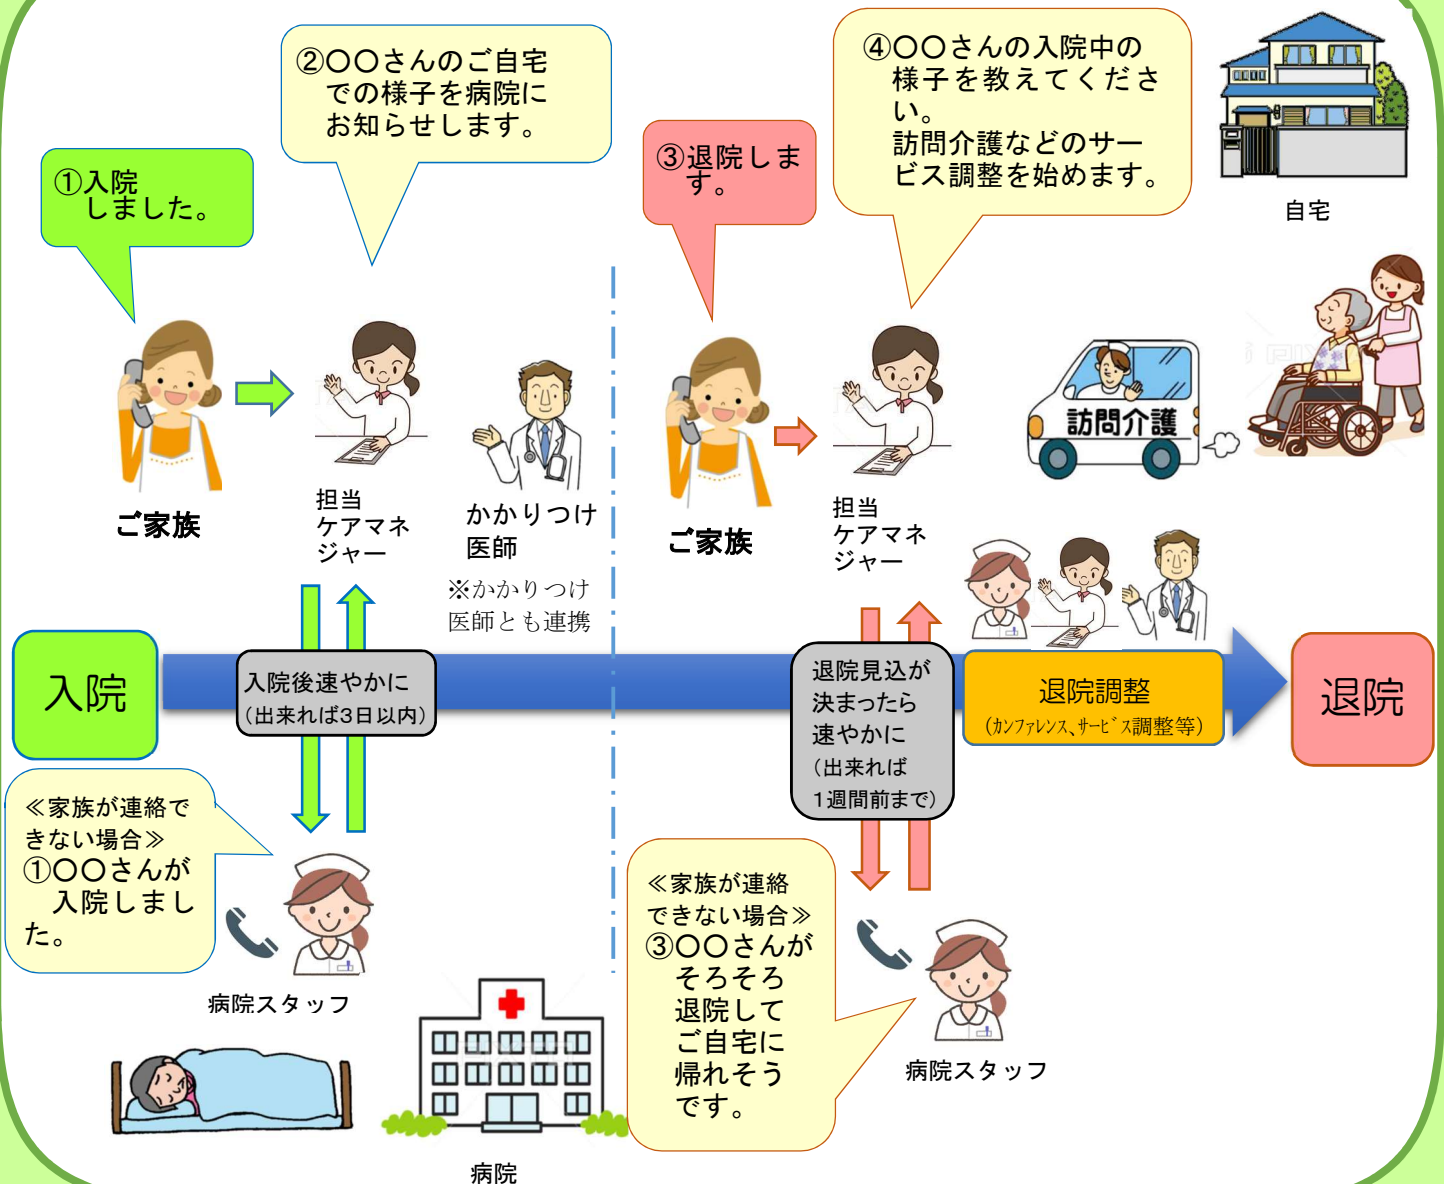 ①入院
しました。
②〇〇さんのご自宅
での様子を病院に
お知らせします。
③退院しま
す。
④〇〇さんの入院中の
様子を教えてくださ
い。
訪問介護などのサー
ビス調整を始めます。
自宅
訪問介護
ご家族
担当
ケアマネ
ジャー
かかりつけ
医師
※かかりつけ
医師とも連携
ご家族
担当
ケアマネ
ジャー
入院
入院後速やかに
（出来れば3日以内）
退院見込が
決まったら
速やかに
（出来れば
1週間前まで）
退院調整
（ｶﾝﾌｧﾚﾝｽ、ｻｰﾋﾞｽ調整等）
退院
≪家族が連絡で
きない場合≫
①〇〇さんが
入院しまし
た。
病院スタッフ
病院
≪家族が連絡
できない場合≫
③〇〇さんが
そろそろ
退院して
ご自宅に
帰れそう
です。
病院スタッフ